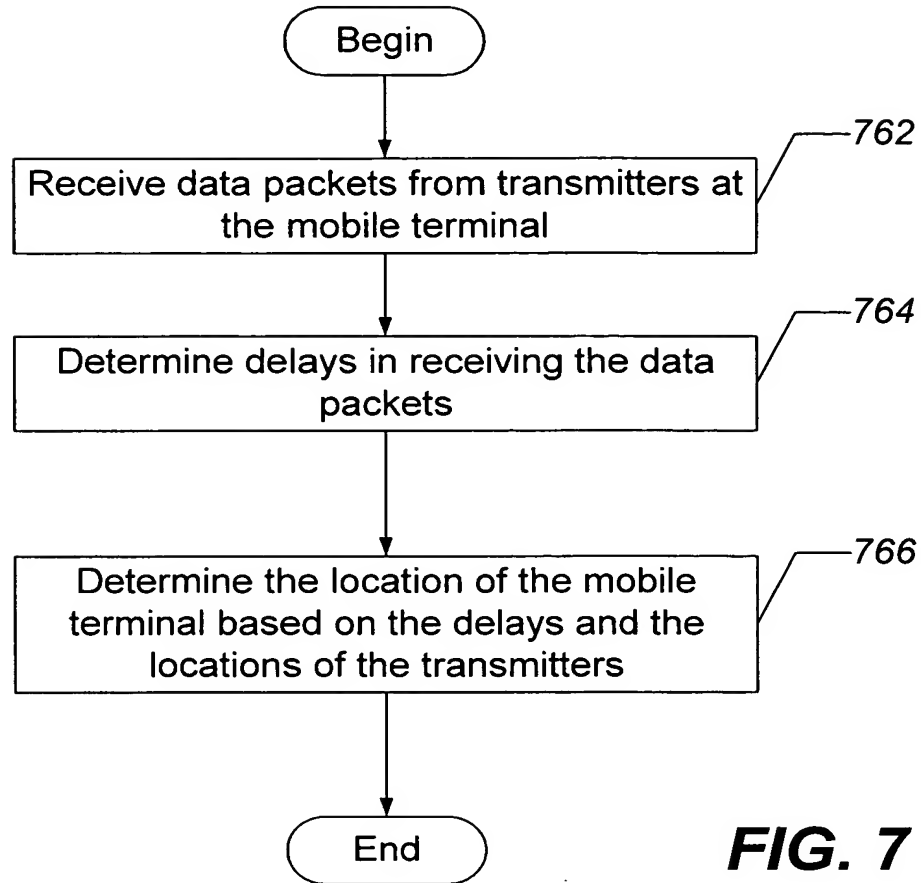 Begin
762
Receive data packets from transmitters at
the mobile terminal
764
Determine delays in receiving the data
packets
766
Determine the location of the mobile
terminal based on the delays and the
locations of the transmitters
End
FIG. 7